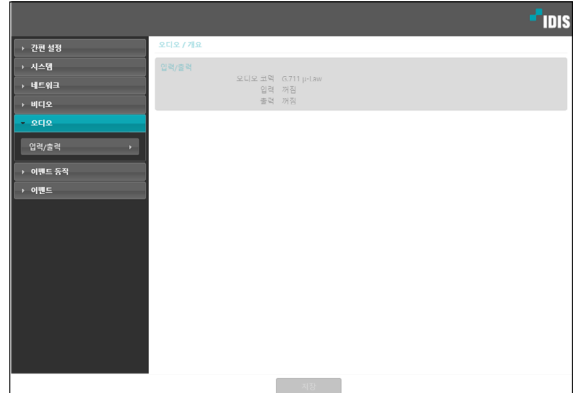 IDIS
간편 설정
시스템
네트워크
비디오
오디오
입력/출력
이벤트 동작
이벤트
오디오 / 개요
입력/출력
오디오 코덱 G.711 μ-Law
입력 꺼짐
출력 꺼짐
저장